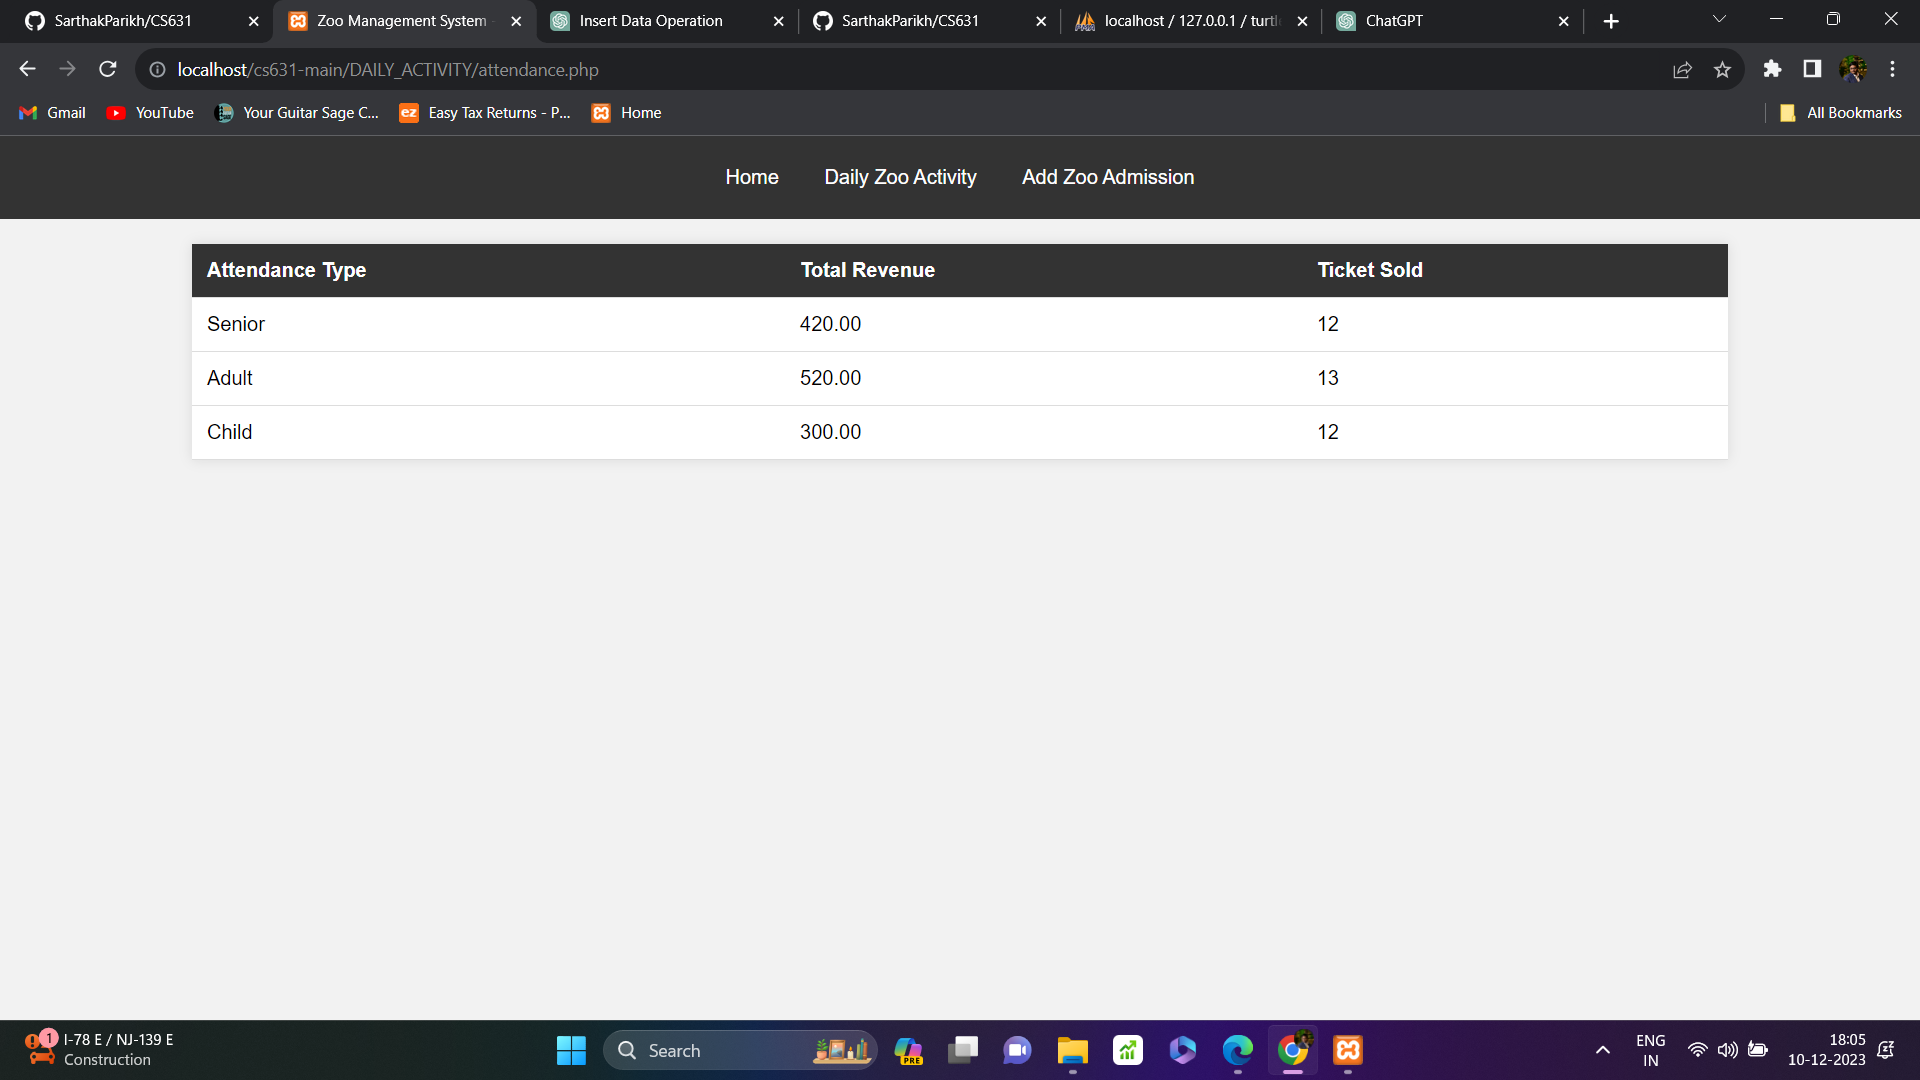 SarthakParikh/CS631
Zoo Management System
Insert Data Operation
SarthakParikh/CS631
localhost / 127.0.0.1 / turtl
ChatGPT
localhost/cs631-main/DAILY_ACTIVITY/attendance.php
Gmail
YouTube
Your Guitar Sage C...
ez
Easy Tax Returns - P...
Home
All Bookmarks
Home
Daily Zoo Activity
Add Zoo Admission
Attendance Type Total Revenue Ticket Sold
Senior 420.00 12
Adult 520.00 13
Child 300.00 12
1
I-78 E / NJ-139 E
Construction
Search
PRE
ENG
IN
18:05
10-12-2023